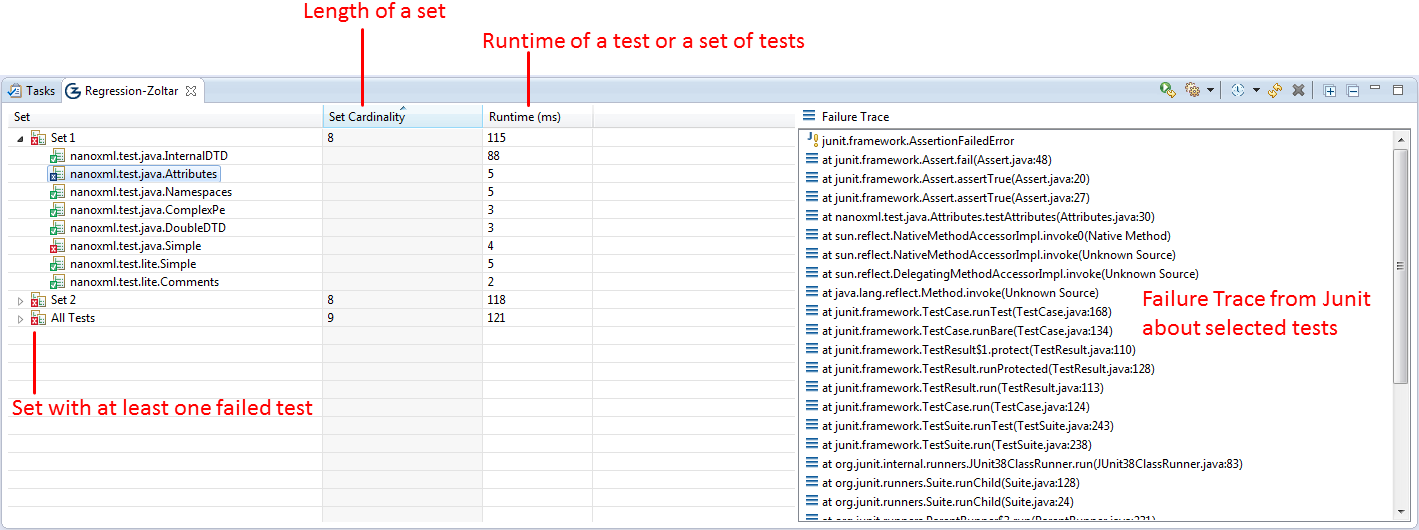 Length of a set
Runtime of a test or a set of tests
Tasks
Regression-Zoltar
Set Set Cardinality Runtime (ms)
Set 1 8 115
nanoxml.test.java.InternalDTD 88
nanoxml.test.java.Attributes 5
nanoxml.test.java.Namespaces 5
nanoxml.test.java.ComplexPe 3
nanoxml.test.java.DoubleDTD 3
nanoxml.test.java.Simple 4
nanoxml.test.lite.Simple 5
nanoxml.test.lite.Comments 2
Set 2 8 118
All Tests 9 121
Set with at least one failed test
Failure Trace
junit.framework.AssertionFailedError
at junit.framework.Assert.fail(Assert.java:48)
at junit.framework.Assert.assertTrue(Assert.java:20)
at junit.framework.Assert.assertTrue(Assert.java:27)
at nanoxml.test.java.Attributes.testAttributes(Attributes.java:30)
at sun.reflect.NativeMethodAccessorImpl.invoke0(Native Method)
at sun.reflect.NativeMethodAccessorImpl.invoke(Unknown Source)
at sun.reflect.DelegatingMethodAccessorImpl.invoke(Unknown Source)
at java.lang.reflect.Method.invoke(Unknown Source)
at junit.framework.TestCase.runTest(TestCase.java:168)
at junit.framework.TestCase.runBare(TestCase.java:134)
at junit.framework.TestResult$1.protect(TestResult.java:110)
at junit.framework.TestResult.runProtected(TestResult.java:128)
at junit.framework.TestResult.run(TestResult.java:113)
at junit.framework.TestCase.run(TestCase.java:124)
at junit.framework.TestSuite.runTest(TestSuite.java:243)
at junit.framework.TestSuite.run(TestSuite.java:238)
at org.junit.internal.runners.JUnit38ClassRunner.run(JUnit38ClassRunner.java:83)
at org.junit.runners.Suite.runChild(Suite.java:128)
at org.junit.runners.Suite.runChild(Suite.java:24)
at org.junit.runners.ParentRunner$3.run(ParentRunner.java:231)
Failure Trace from Junit
about selected tests